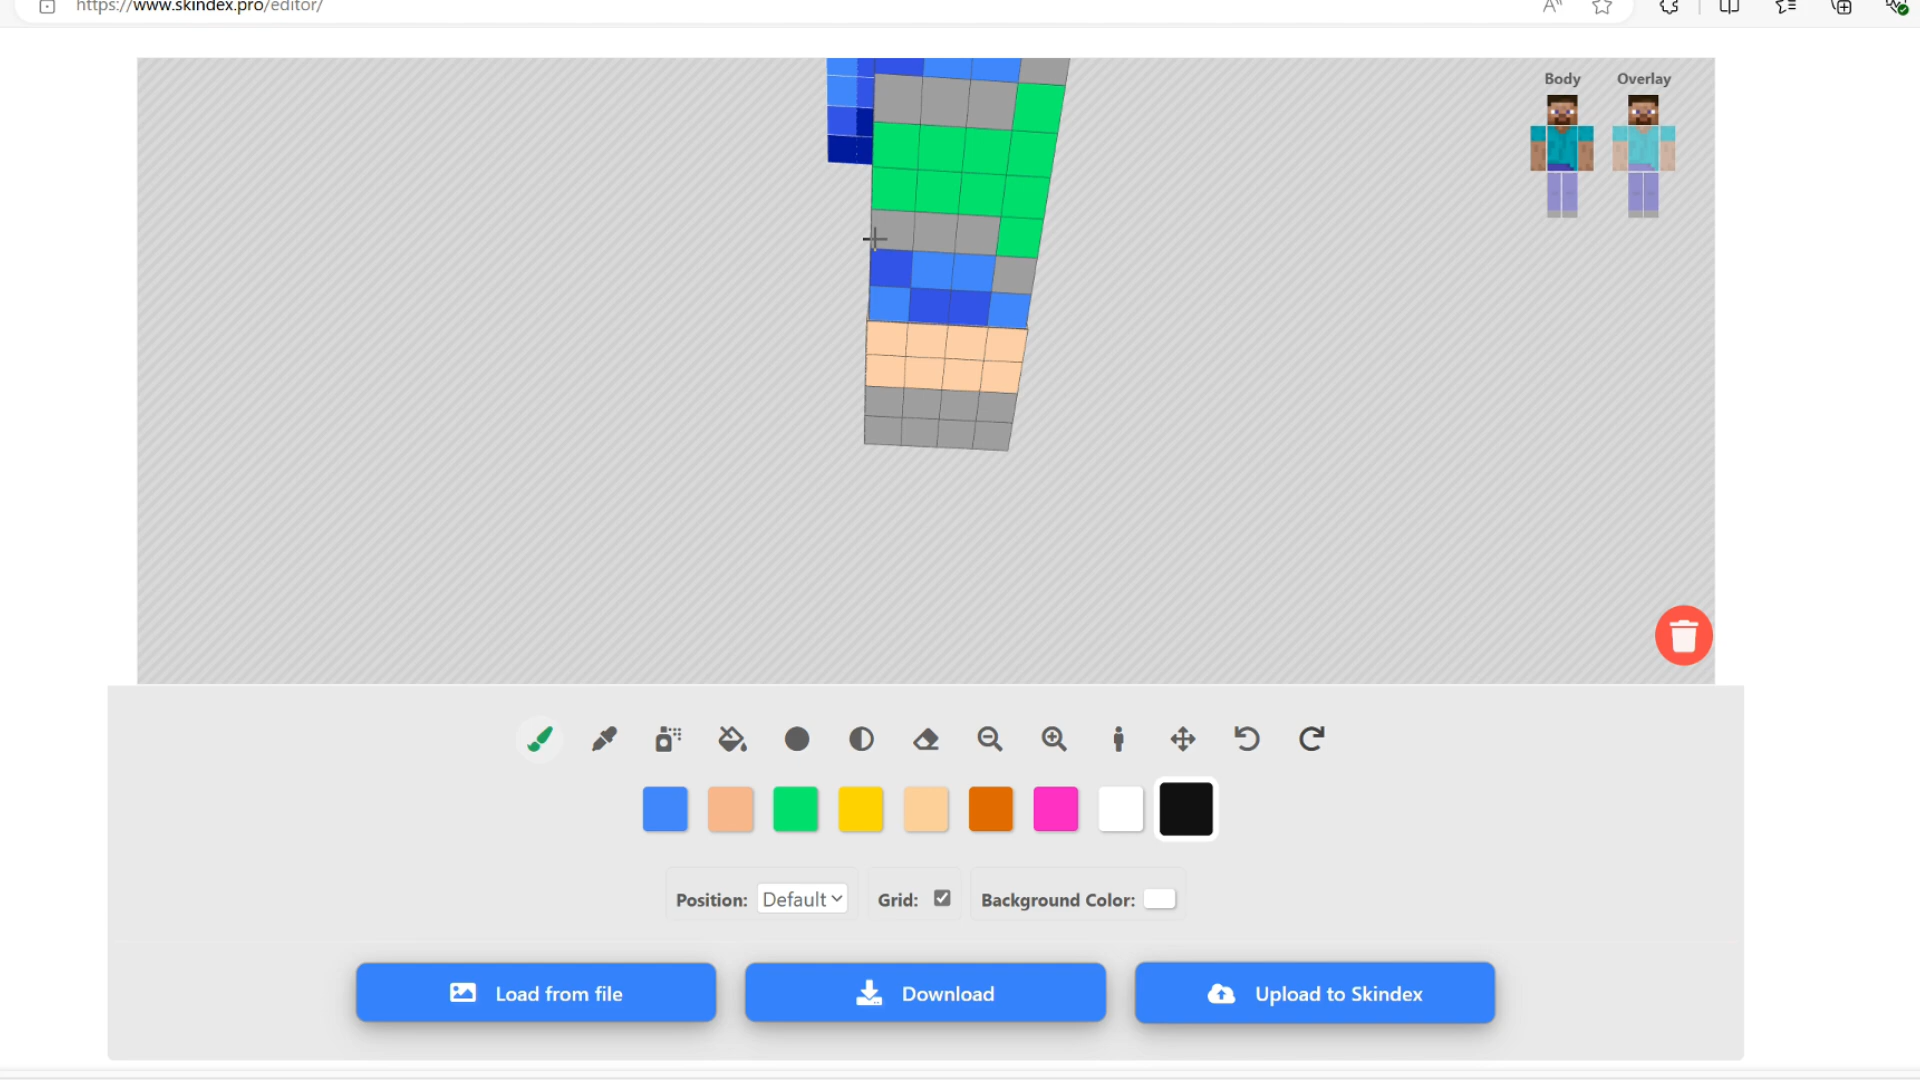 https://www.skindex.pro/editor/
Body Overlay
Position: Default Grid: Background Color:
Load from file Download Upload to Skindex